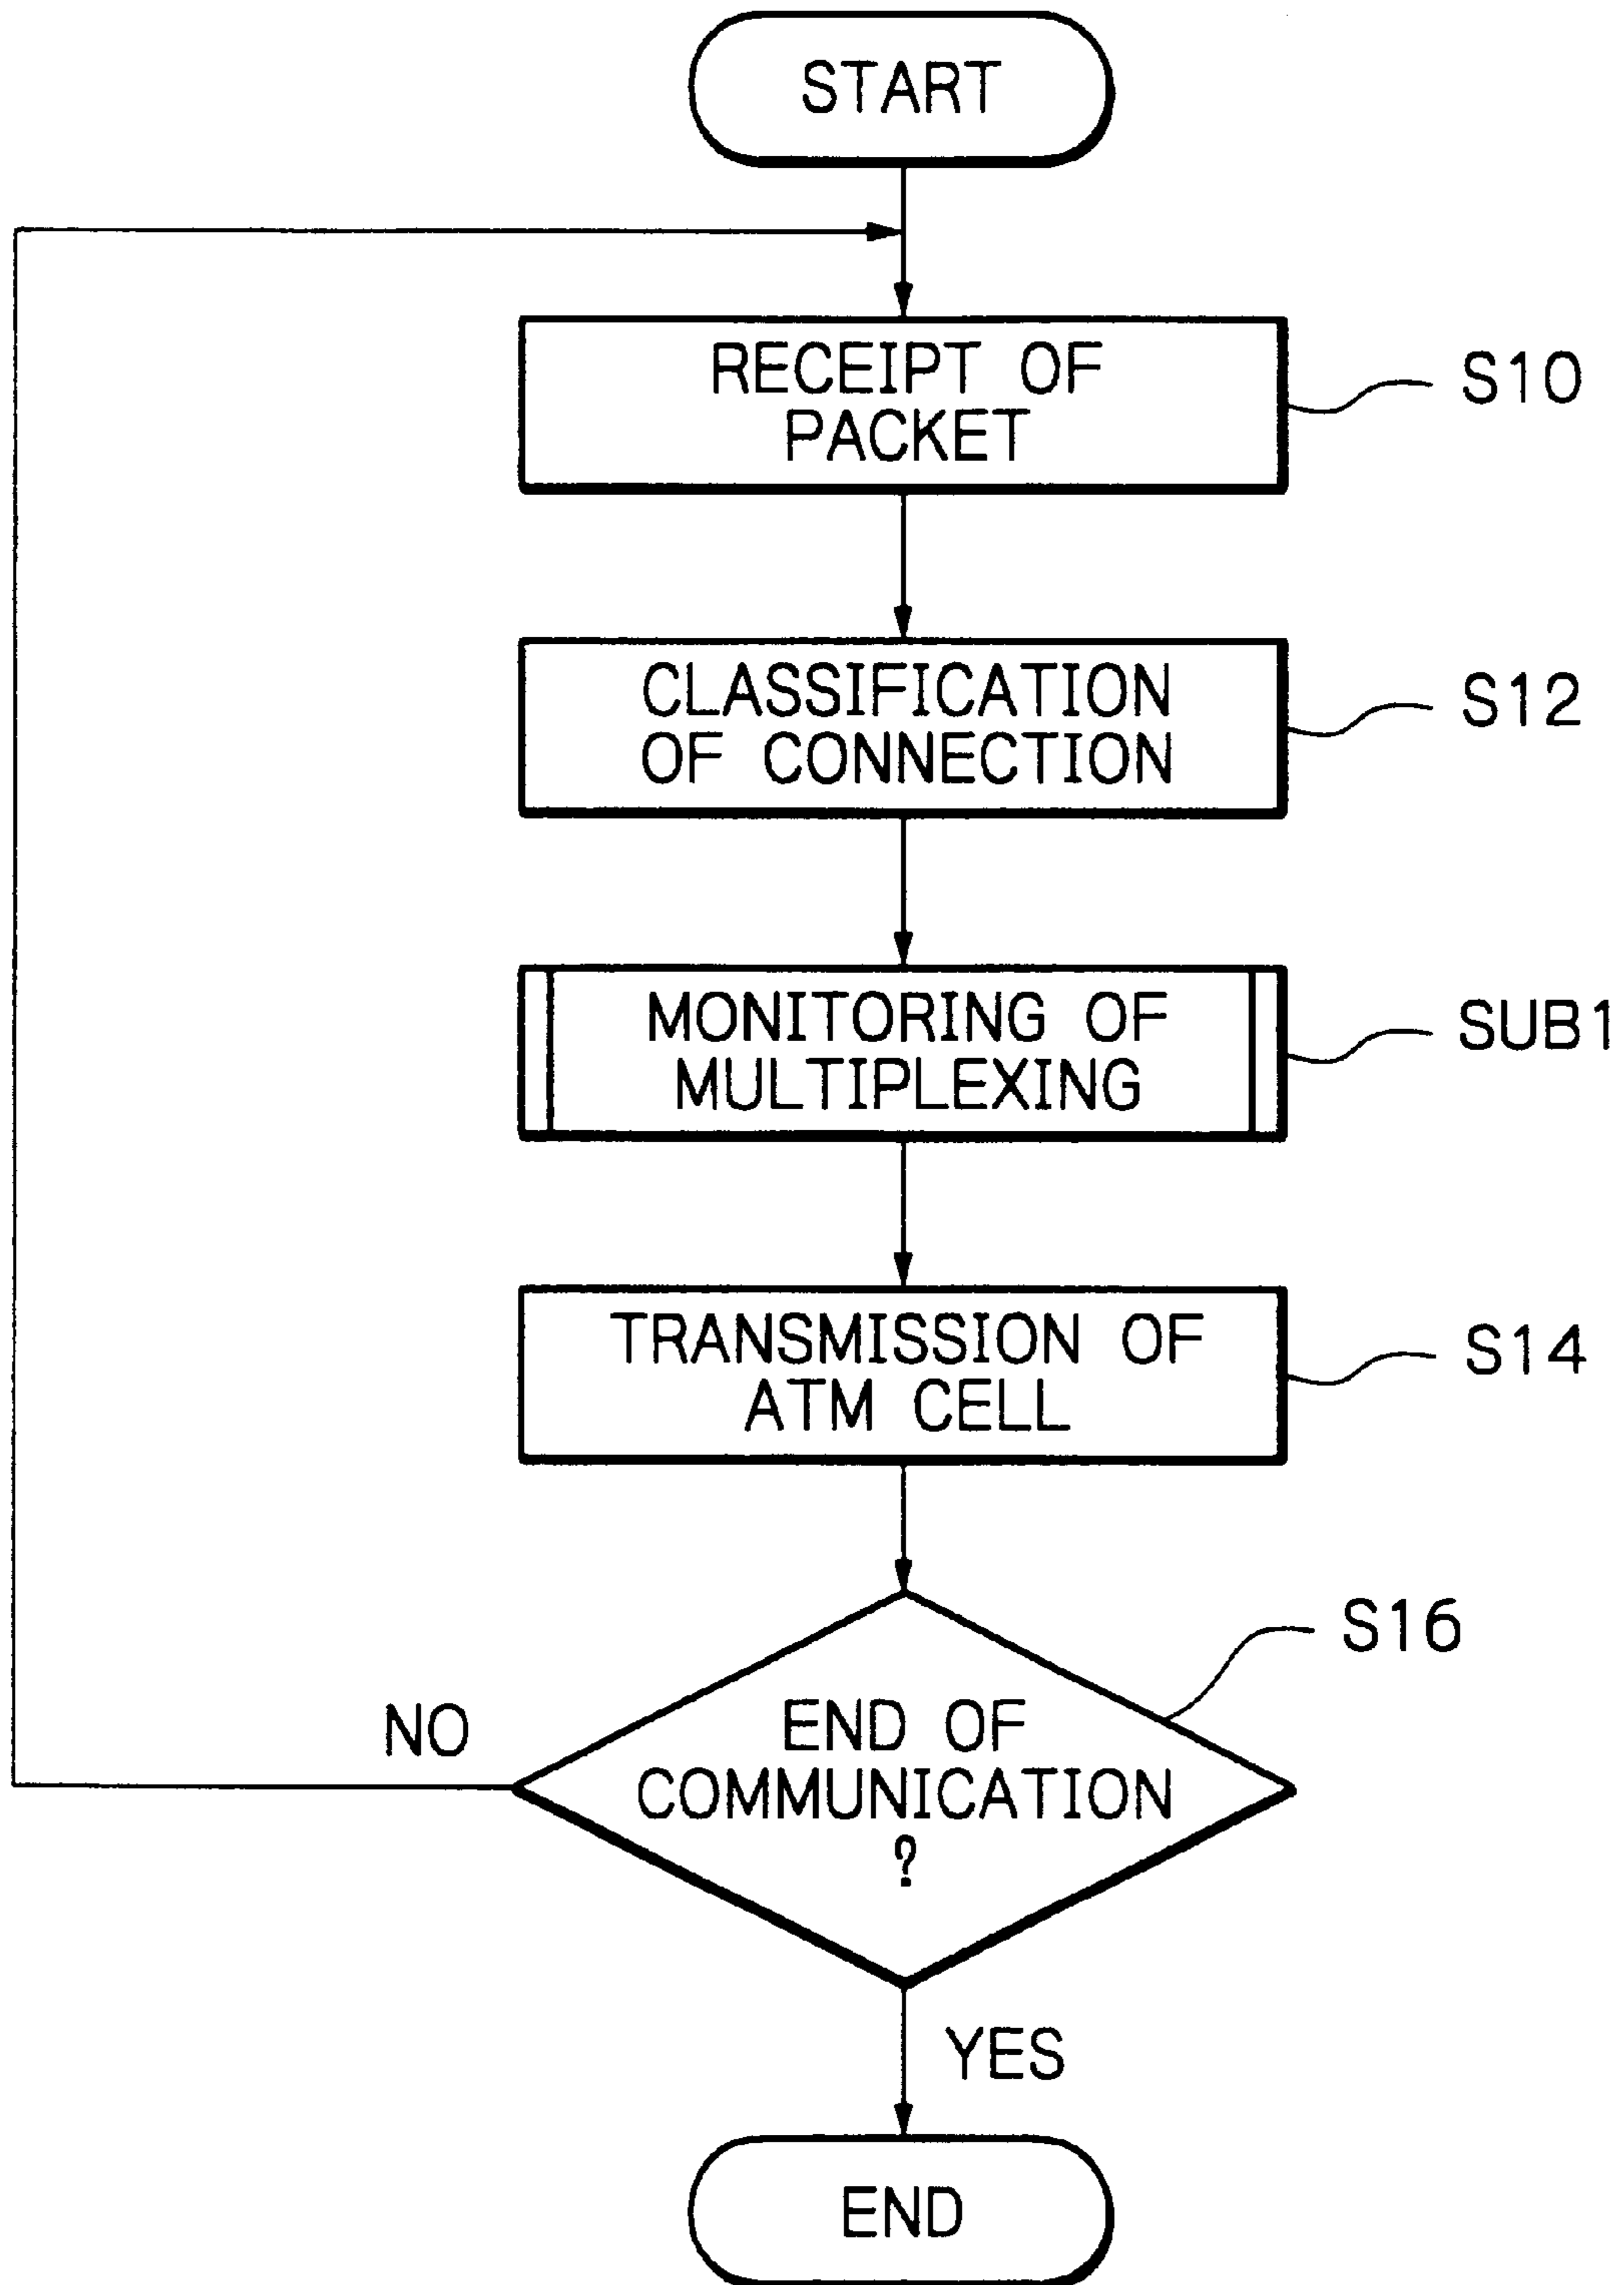 START
RECEIPT OF
PACKET
S10
CLASSIFICATION
OF CONNECTION
S12
MONITORING OF
MULTIPLEXING
SUB1
TRANSMISSION OF
ATM CELL
S14
S16
END OF
COMMUNICATION
?
NO
YES
END